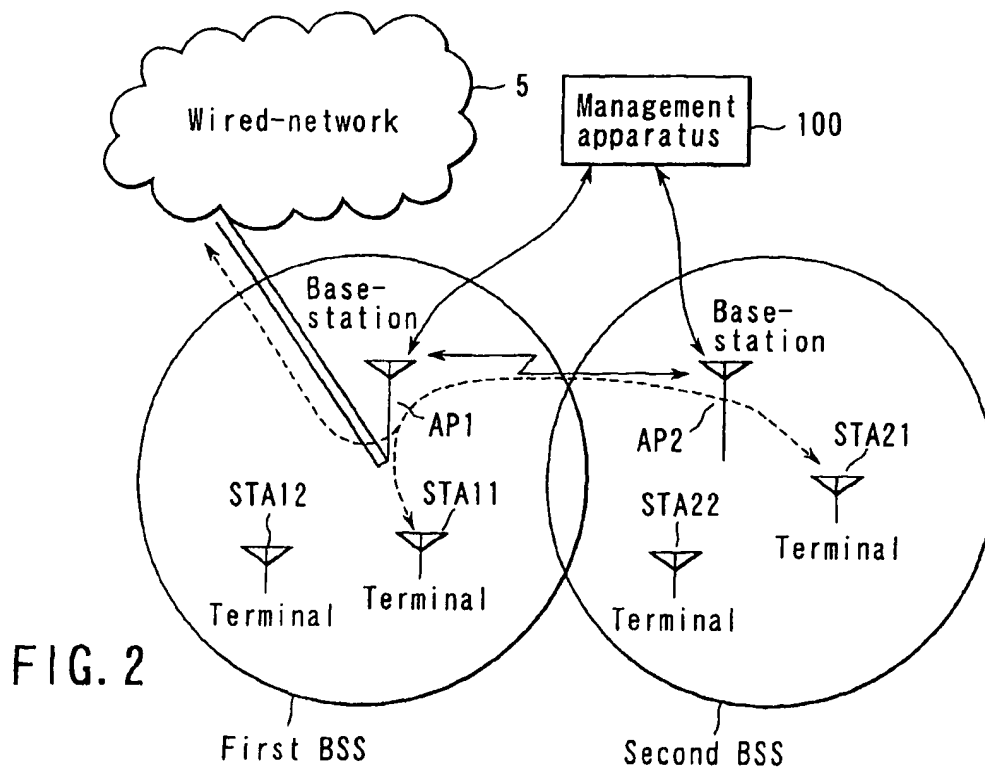 Wired-network
5
Management
apparatus
100
Base-
station
Base-
station
AP1
AP2
STA21
STA12
STA11
STA22
Terminal
Terminal
Terminal
Terminal
FIG. 2
First BSS
Second BSS